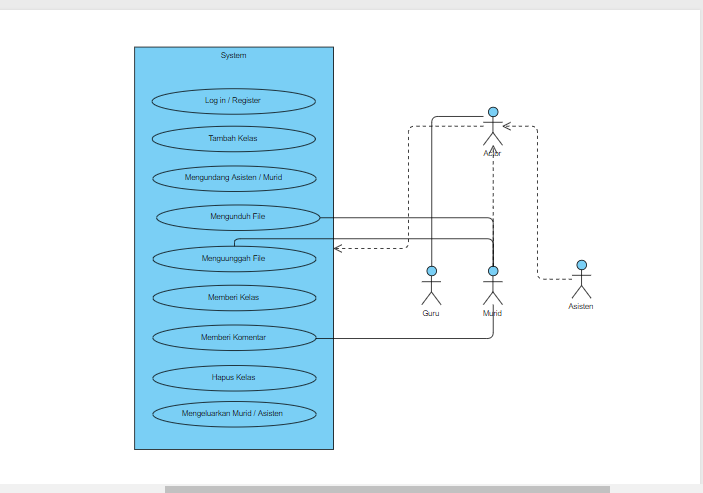 System
Log in / Register
Tambah Kelas
Mengundang Asisten / Murid
Mengunduh File
Menguunggah File
Memberi Kelas
Memberi Komentar
Hapus Kelas
Mengeluarkan Murid / Asisten
Actor
Guru
Murid
Asisten